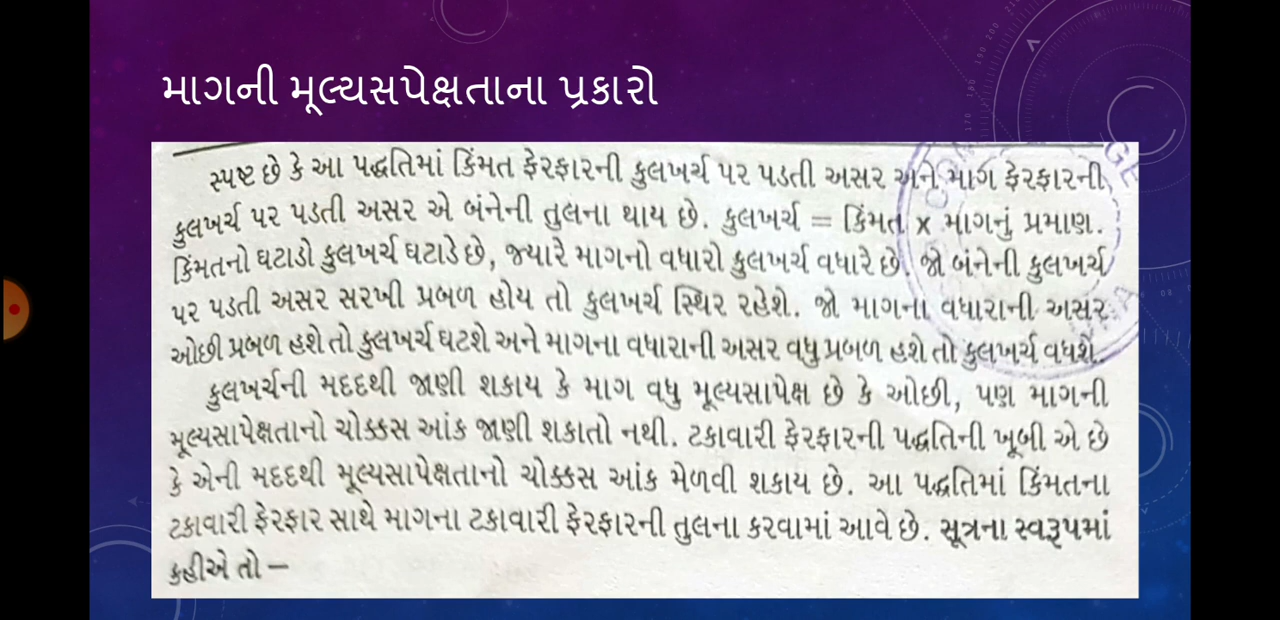 માગની મૂલ્યસપેક્ષતાના પ્રકારો
સ્પષ્ટ છે કે આ પદ્ધતિમાં કિંમત ફેરફારની કુલખર્ચ પર પડતી અસર અને માગ ફેરફારની
કુલખર્ચ પર પડતી અસર એ બંનેની તુલના થાય છે. કુલખર્ચ = કિંમત x માગનું પ્રમાણ.
કિંમતનો ઘટાડો કુલખર્ચ ઘટાડે છે, જ્યારે માગનો વધારો કુલખર્ચ વધારે છે. જો બંનેની કુલખર્ચ
પર પડતી અસર સરખી પ્રબળ હોય તો કુલખર્ચ સ્થિર રહેશે. જો માગના વધારાની અસર
ઓછી પ્રબળ હશે તો કુલખર્ચ ઘટશે અને માગના વધારાની અસર વધુ પ્રબળ હશે તો કુલખર્ચ વધશે.
કુલખર્ચની મદદથી જાણી શકાય કે માગ વધુ મૂલ્યસાપેક્ષ છે કે ઓછી, પણ માગની
મૂલ્યસાપેક્ષતાનો ચોક્કસ આંક જાણી શકાતો નથી. ટકાવારી ફેરફારની પદ્ધતિની ખૂબી એ છે
કે એની મદદથી મૂલ્યસાપેક્ષતાનો ચોક્કસ આંક મેળવી શકાય છે. આ પદ્ધતિમાં કિંમતના
ટકાવારી ફેરફાર સાથે માગના ટકાવારી ફેરફારની તુલના કરવામાં આવે છે. સૂત્રના સ્વરૂપમાં
કહીએ તો –